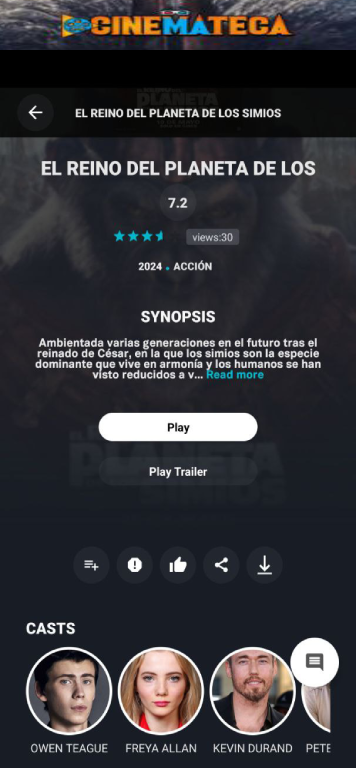 CINEMATECA
EL REINO DEL PLANETA DE LOS SIMIOS
EL REINO DEL PLANETA DE LOS
7.2
views:30
2024 . ACCIÓN
SYNOPSIS
Ambientada varias generaciones en el futuro tras el
reinado de César, en la que los simios son la especie
dominante que vive en armonía y los humanos se han
visto reducidos a v... Read more
Play
PLANETA
SIMIOS
Play Trailer
CASTS
OWEN TEAGUE
FREYA ALLAN
KEVIN DURAND
PETE